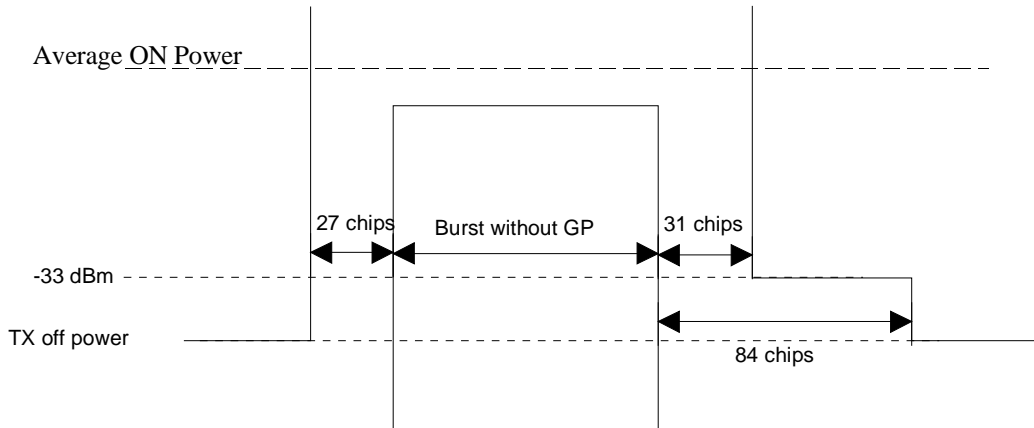 Average ON Power
27 chips
Burst without GP
31 chips
-33 dBm
TX off power
84 chips